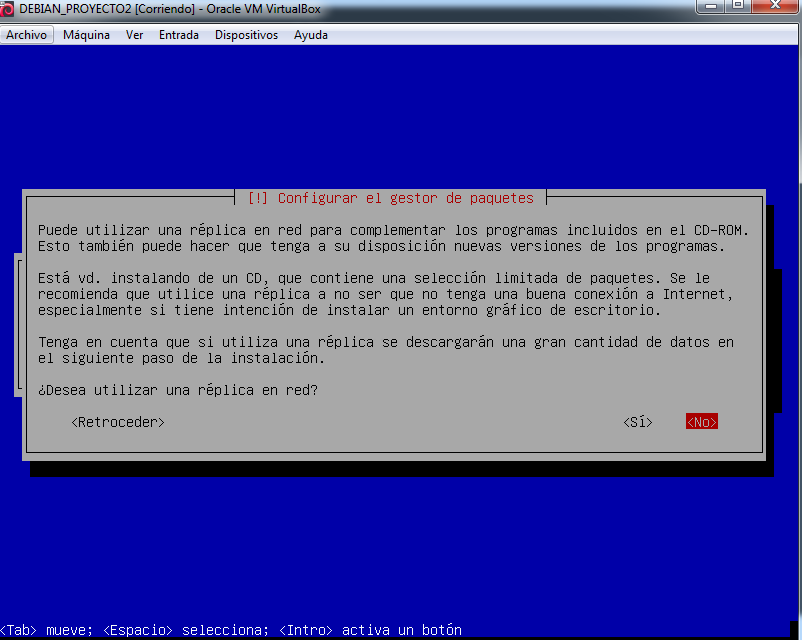 DEBIAN_PROYECTO2 [Corriendo] - Oracle VM VirtualBox
Archivo Máquina Ver Entrada Dispositivos Ayuda
[!] Configurar el gestor de paquetes
Puede utilizar una réplica en red para complementar los programas incluidos en el CD-ROM.
Esto también puede hacer que tenga a su disposición nuevas versiones de los programas.
Está vd. instalando de un CD, que contiene una selección limitada de paquetes. Se le
recomienda que utilice una réplica a no ser que no tenga una buena conexión a Internet,
especialmente si tiene intención de instalar un entorno gráfico de escritorio.
Tenga en cuenta que si utiliza una réplica se descargarán una gran cantidad de datos en
el siguiente paso de la instalación.
¿Desea utilizar una réplica en red?
<Retroceder> <Sí> <No>
<Tab> mueve; <Espacio> selecciona; <Intro> activa un botón